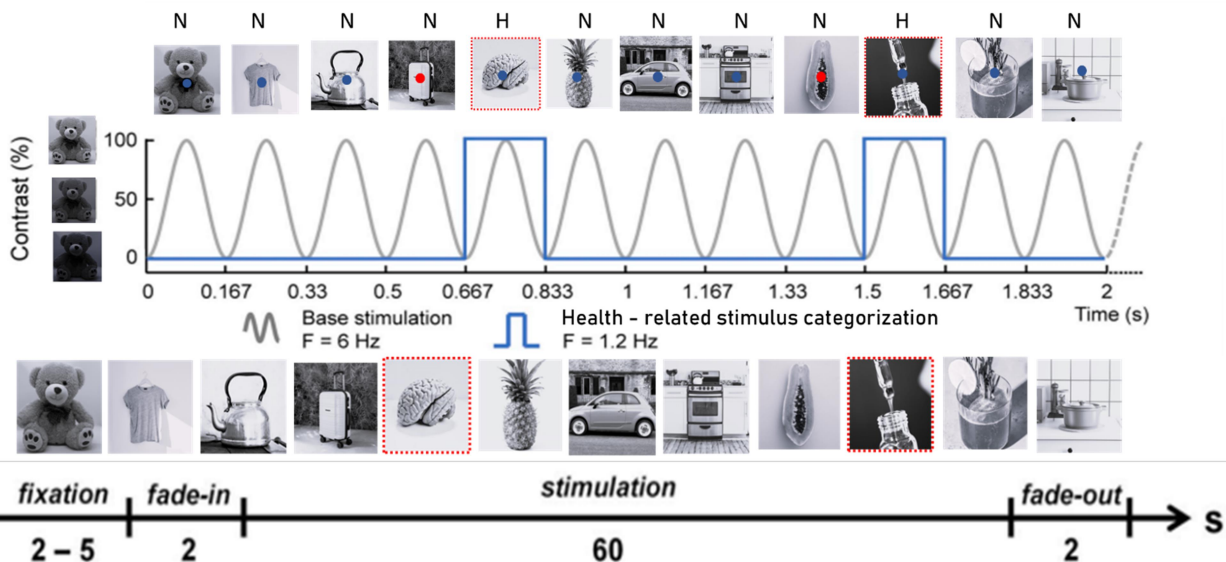 N N N N H N N N N H N N
Contrast (%)
100
50
0
0 0.167 0.33 0.5 0.667 0.833 1 1.167 1.33 1.5 1.667 1.833 2
Time (s)
Base stimulation
F = 6 Hz
Health - related stimulus categorization
F = 1.2 Hz
fixation fade-in stimulation fade-out
s
2 – 5 2 60 2